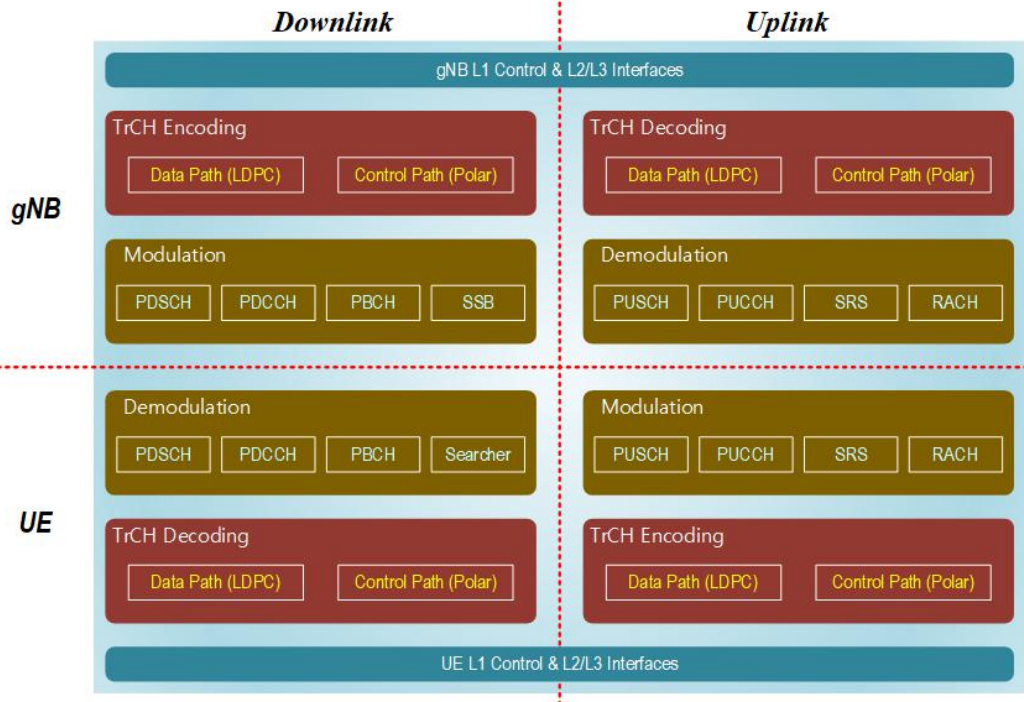 Downlink Uplink
gNB L1 Control & L2/L3 Interfaces
TrCH Encoding TrCH Decoding
Data Path (LDPC) Control Path (Polar) Data Path (LDPC) Control Path (Polar)
gNB
Modulation Demodulation
PDSCH PDCCH PBCH SSB PUSCH PUCCH SRS RACH
Demodulation Modulation
PDSCH PDCCH PBCH Searcher PUSCH PUCCH SRS RACH
UE
TrCH Decoding TrCH Encoding
Data Path (LDPC) Control Path (Polar) Data Path (LDPC) Control Path (Polar)
UE L1 Control & L2/L3 Interfaces